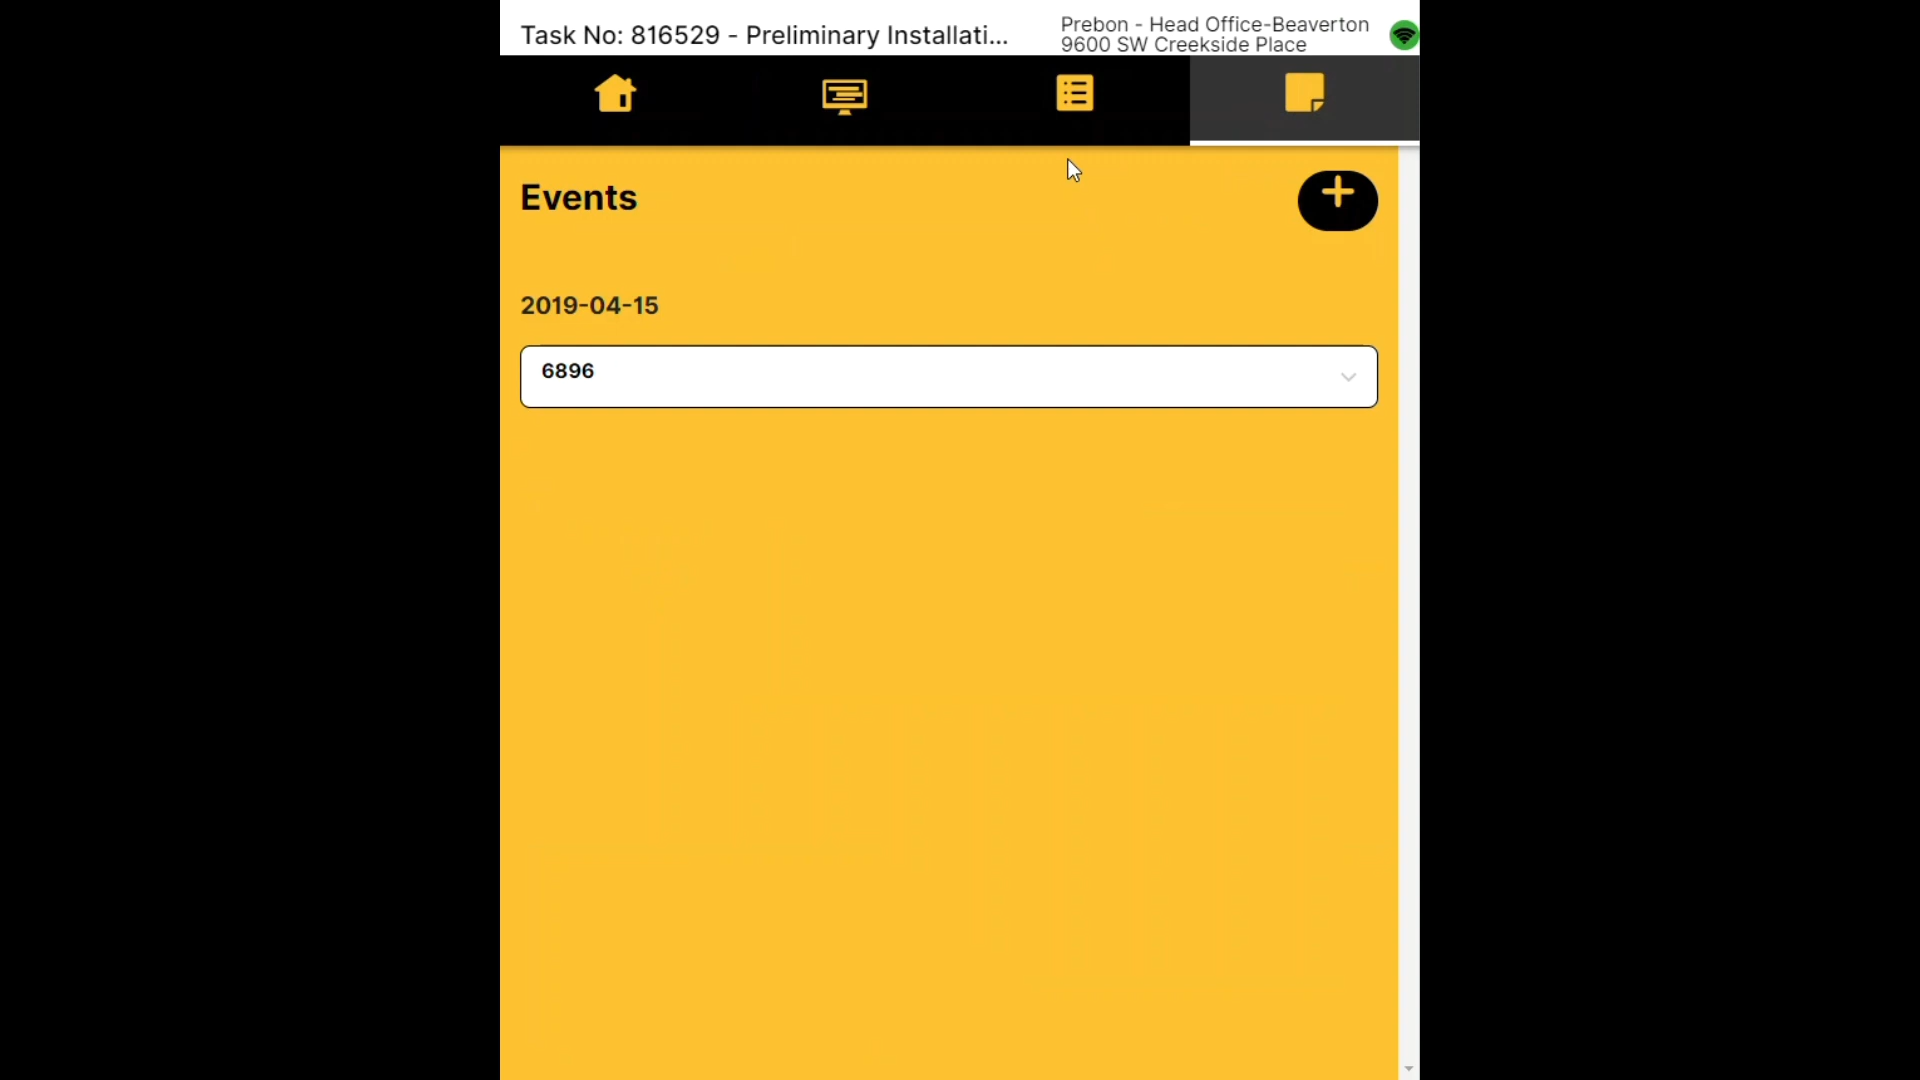 Task No: 816529 - Preliminary Installati...
Prebon - Head Office-Beaverton
9600 SW Creekside Place
Events
2019-04-15
6896